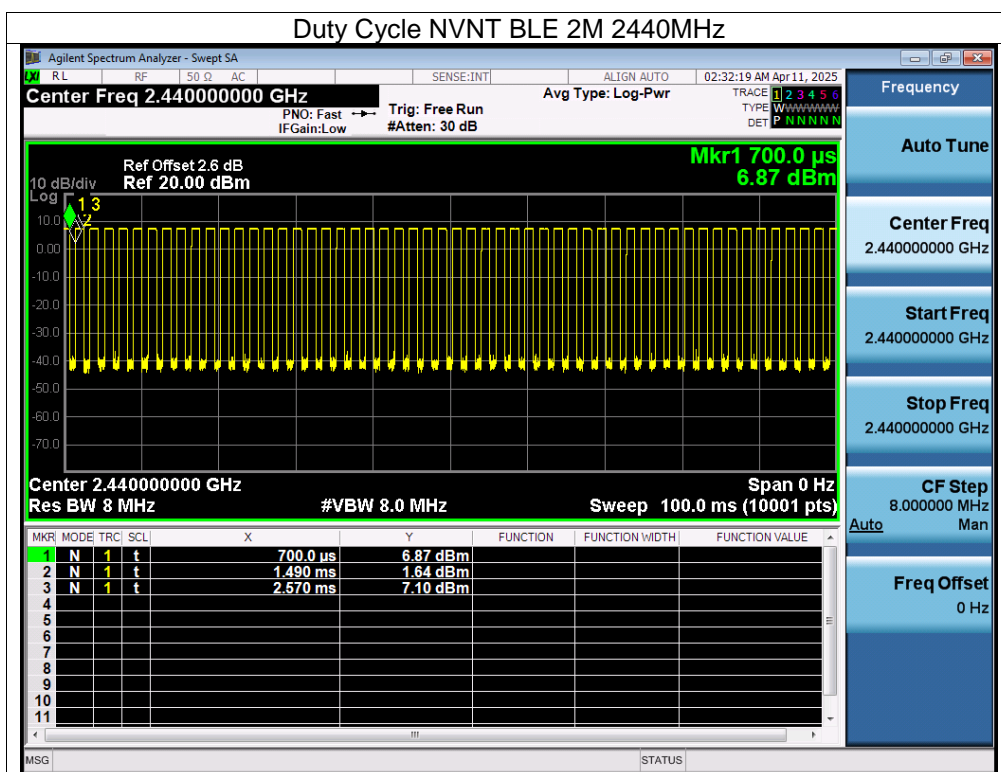 Duty Cycle NVNT BLE 2M 2440MHz
Agilent Spectrum Analyzer - Swept SA
LXI RL RF 50 Ω AC SENSE:INT ALIGN AUTO 02:32:19 AM Apr 11, 2025
Center Freq 2.440000000 GHz
PNO: Fast
IFGain:Low
Trig: Free Run
#Atten: 30 dB
Avg Type: Log-Pwr
TRACE 1 2 3 4 5 6
TYPE WWWWWW
DET P N N N N N
Mkr1 700.0 µs
6.87 dBm
Ref Offset 2.6 dB
10 dB/div Ref 20.00 dBm
Log
1 3
2
10.0
0.00
-10.0
-20.0
-30.0
-40.0
-50.0
-60.0
-70.0
Center 2.440000000 GHz Span 0 Hz
Res BW 8 MHz #VBW 8.0 MHz Sweep 100.0 ms (10001 pts)
MKR MODE TRC SCL X Y FUNCTION FUNCTION WIDTH FUNCTION VALUE
1 N 1 t 700.0 µs 6.87 dBm
2 N 1 t 1.490 ms 1.64 dBm
3 N 1 t 2.570 ms 7.10 dBm
4
5
6
7
8
9
10
11
MSG STATUS
Frequency
Auto Tune
Center Freq
2.440000000 GHz
Start Freq
2.440000000 GHz
Stop Freq
2.440000000 GHz
CF Step
8.000000 MHz
Auto Man
Freq Offset
0 Hz